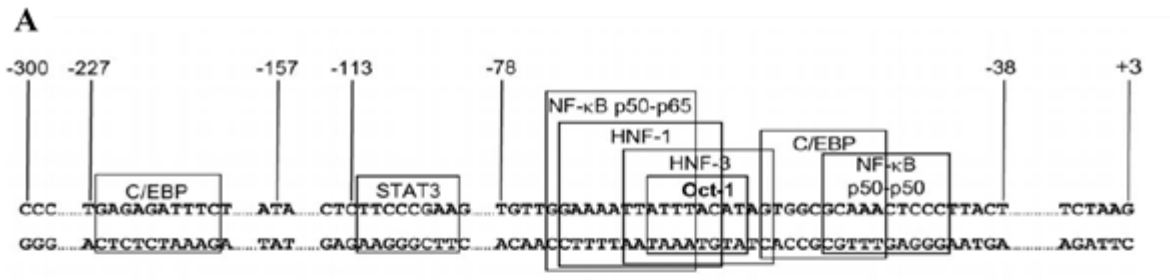 A
-300 -227 -157 -113 -78 -38 +3
NF-κB p50-p65
HNF-1 C/EBP
HNF-3 NF-κB
C/EBP STAT3 Oct-1 p50-p50
CCC....TGAGAGATTTCT....ATA....CTCTTCCCGAAG....TGTTGGAAAATTATTTACATAGTGGCGCAAACTCCCTTACT............TCTAAG
GGG....ACTCTCTAAAGA....TAT....GAGAAGGGCTTC....ACAACCTTTTAATAAATGTATCACCGCGTTTGAGGGAATGA............AGATTC